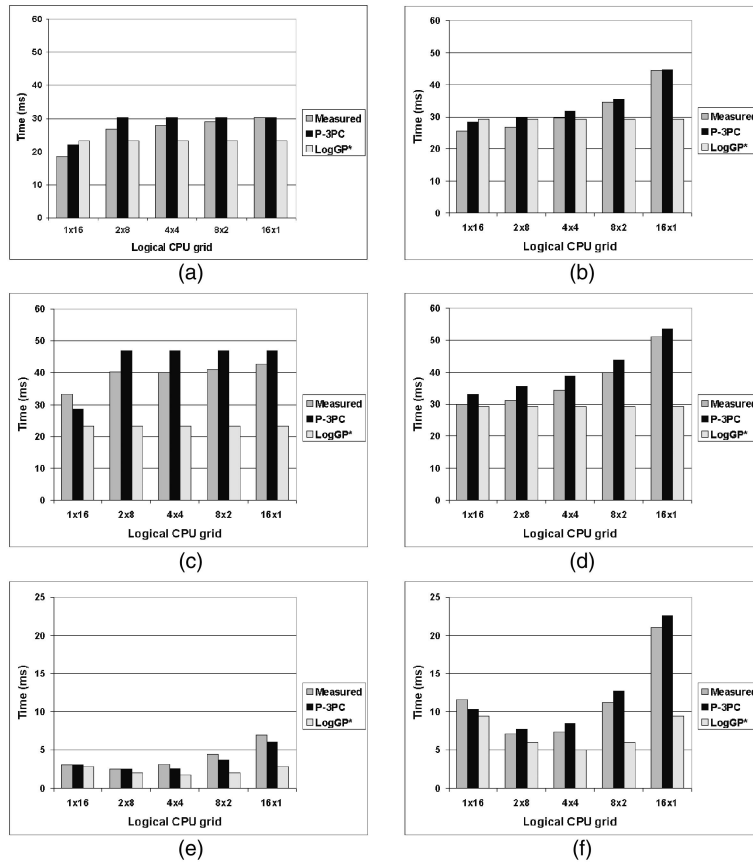 60
50
40
30
20
10
0
Time (ms)
1x16 2x8 4x4 8x2 16x1
Logical CPU grid
Measured
P-3PC
LogGP*
(a)
60
50
40
30
20
10
0
Time (ms)
1x16 2x8 4x4 8x2 16x1
Logical CPU grid
Measured
P-3PC
LogGP*
(b)
60
50
40
30
20
10
0
Time (ms)
1x16 2x8 4x4 8x2 16x1
Logical CPU grid
Measured
P-3PC
LogGP*
(c)
60
50
40
30
20
10
0
Time (ms)
1x16 2x8 4x4 8x2 16x1
Logical CPU grid
Measured
P-3PC
LogGP*
(d)
25
20
15
10
5
0
Time (ms)
1x16 2x8 4x4 8x2 16x1
Logical CPU grid
Measured
P-3PC
LogGP*
(e)
25
20
15
10
5
0
Time (ms)
1x16 2x8 4x4 8x2 16x1
Logical CPU grid
Measured
P-3PC
LogGP*
(f)